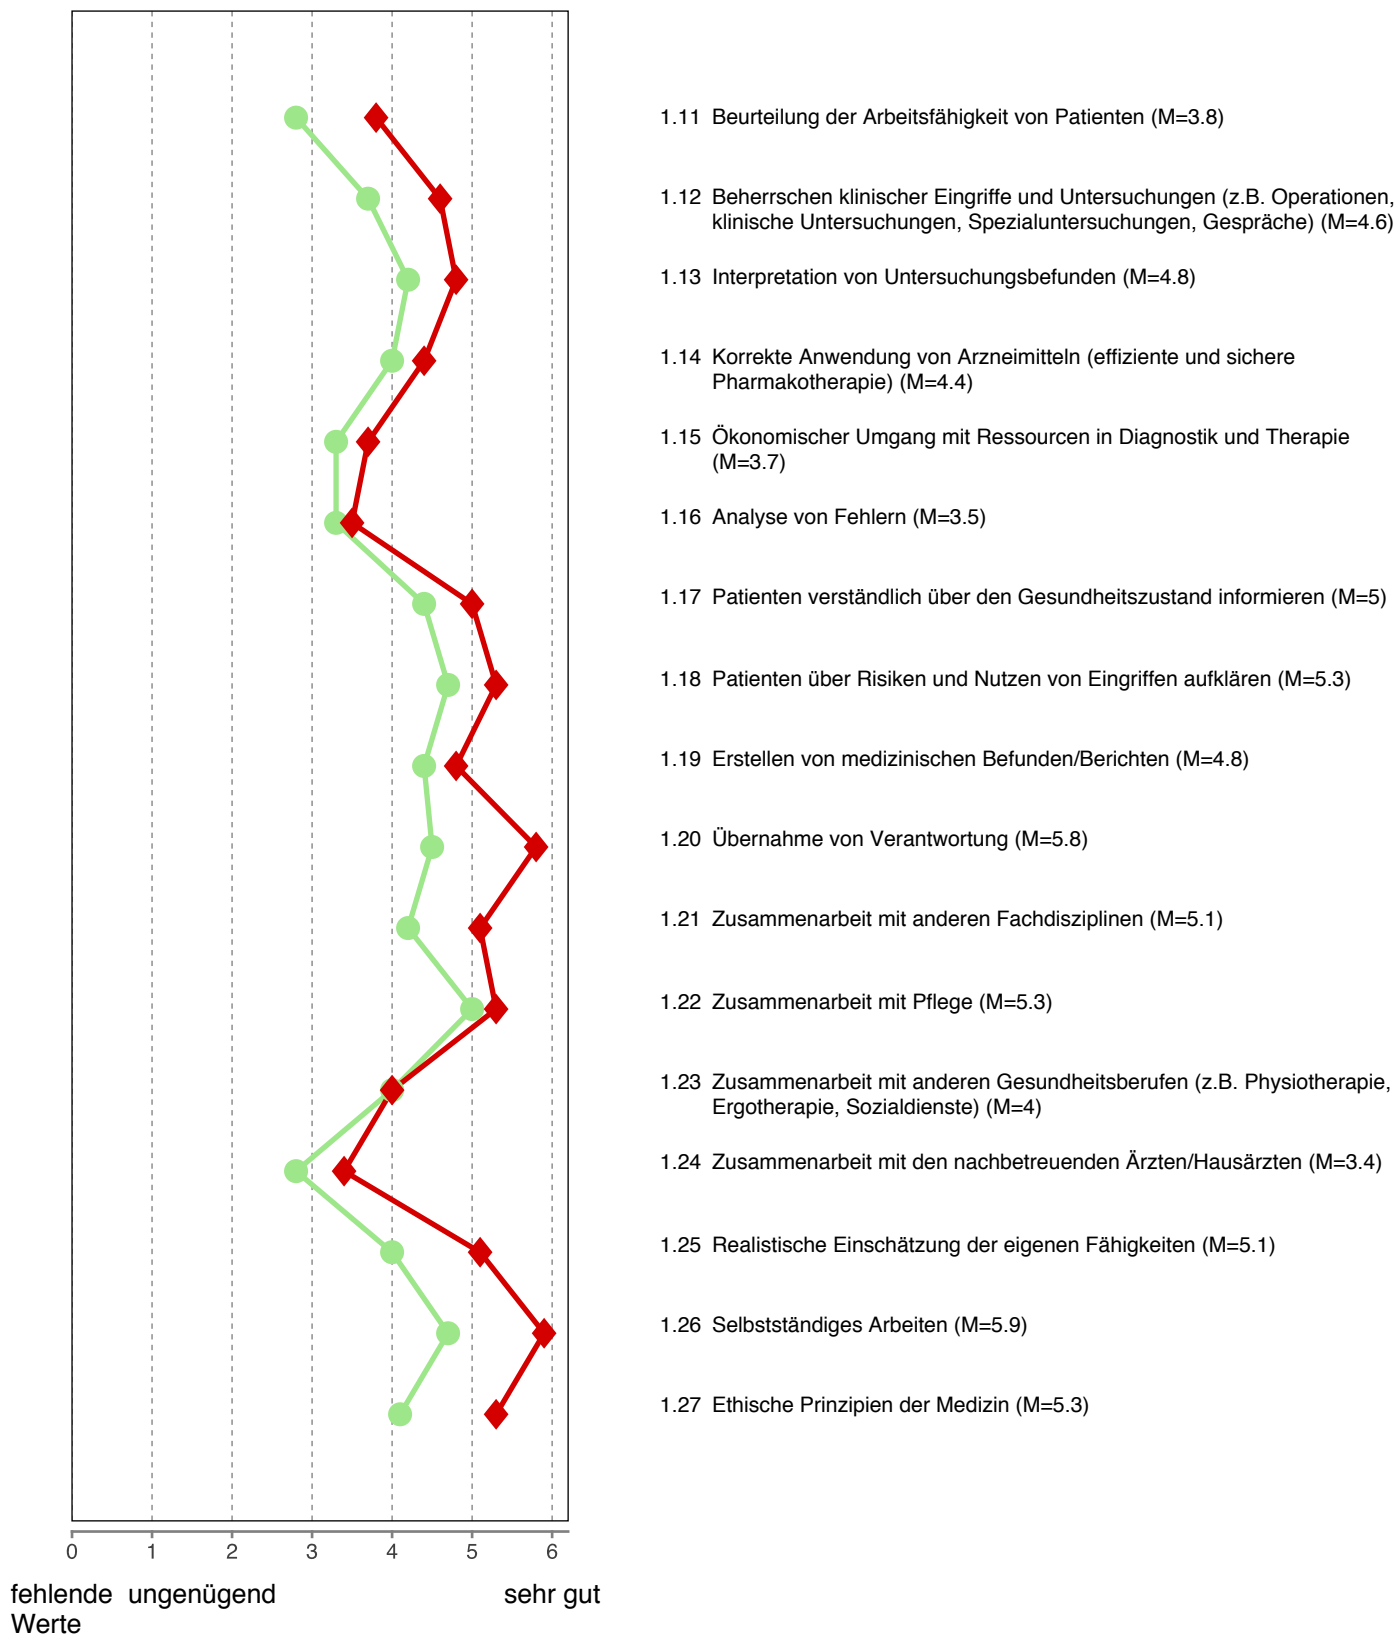 1.11 Beurteilung der Arbeitsfähigkeit von Patienten (M=3.8)
1.12 Beherrschen klinischer Eingriffe und Untersuchungen (z.B. Operationen,
klinische Untersuchungen, Spezialuntersuchungen, Gespräche) (M=4.6)
1.13 Interpretation von Untersuchungsbefunden (M=4.8)
1.14 Korrekte Anwendung von Arzneimitteln (effiziente und sichere
Pharmakotherapie) (M=4.4)
1.15 Ökonomischer Umgang mit Ressourcen in Diagnostik und Therapie
(M=3.7)
1.16 Analyse von Fehlern (M=3.5)
1.17 Patienten verständlich über den Gesundheitszustand informieren (M=5)
1.18 Patienten über Risiken und Nutzen von Eingriffen aufklären (M=5.3)
1.19 Erstellen von medizinischen Befunden/Berichten (M=4.8)
1.20 Übernahme von Verantwortung (M=5.8)
1.21 Zusammenarbeit mit anderen Fachdisziplinen (M=5.1)
1.22 Zusammenarbeit mit Pflege (M=5.3)
1.23 Zusammenarbeit mit anderen Gesundheitsberufen (z.B. Physiotherapie,
Ergotherapie, Sozialdienste) (M=4)
1.24 Zusammenarbeit mit den nachbetreuenden Ärzten/Hausärzten (M=3.4)
1.25 Realistische Einschätzung der eigenen Fähigkeiten (M=5.1)
1.26 Selbstständiges Arbeiten (M=5.9)
1.27 Ethische Prinzipien der Medizin (M=5.3)
0 1 2 3 4 5 6
fehlende ungenügend sehr gut
Werte